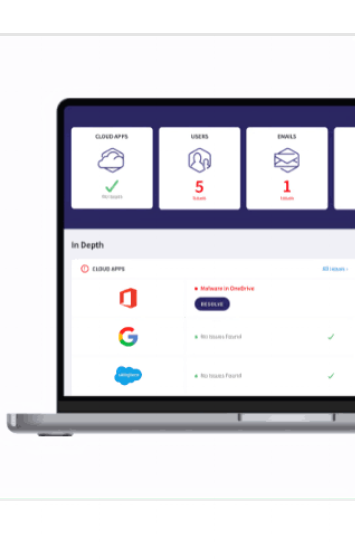 CLOUD APPS
USERS
EMAILS
No issues
5
Issues
1
Issues
In Depth
CLOUD APPS
All issues ›
Malware in OneDrive
RESOLVE
No Issues Found
salesforce
No Issues Found